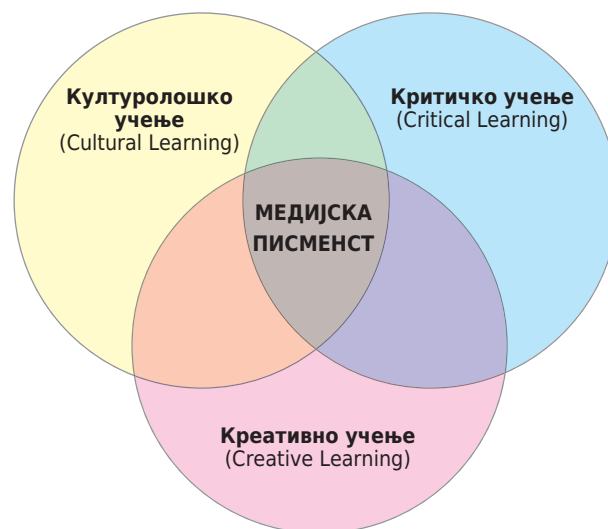 Културолошко
учење
(Cultural Learning)
Критичко учење
(Critical Learning)
МЕДИЈСКА
ПИСМЕНСТ
Креативно учење
(Creative Learning)